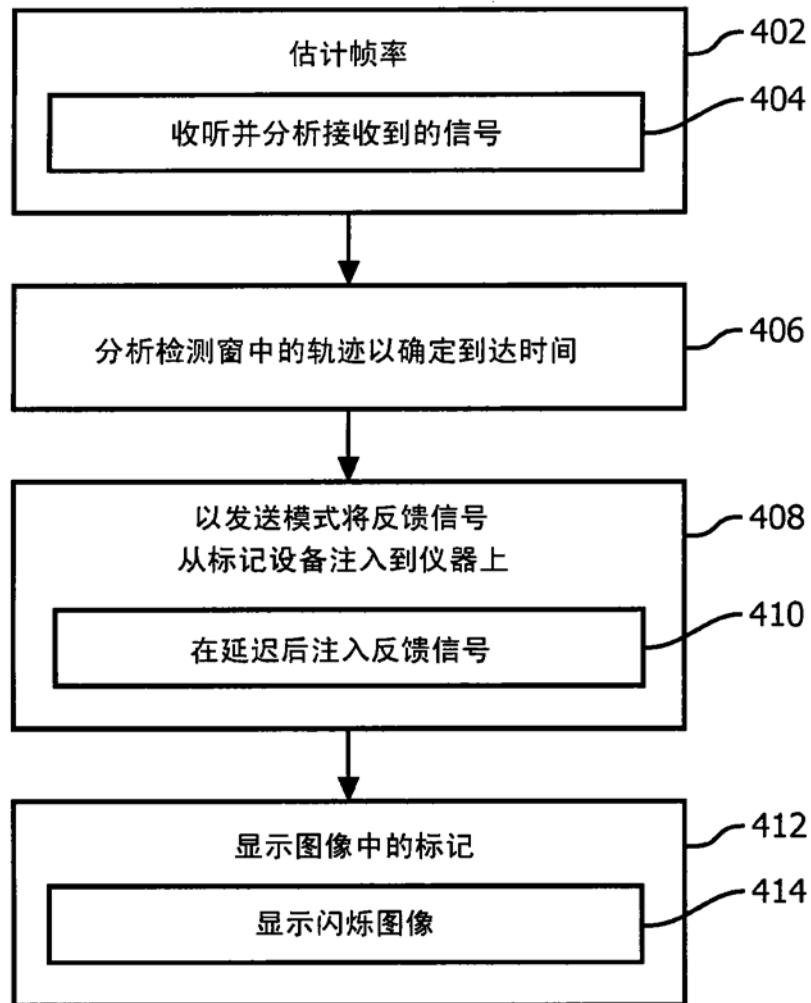 估计帧率
402
收听并分析接收到的信号
404
分析检测窗中的轨迹以确定到达时间
406
以发送模式将反馈信号
从标记设备注入到仪器上
408
在延迟后注入反馈信号
410
显示图像中的标记
412
显示闪烁图像
414